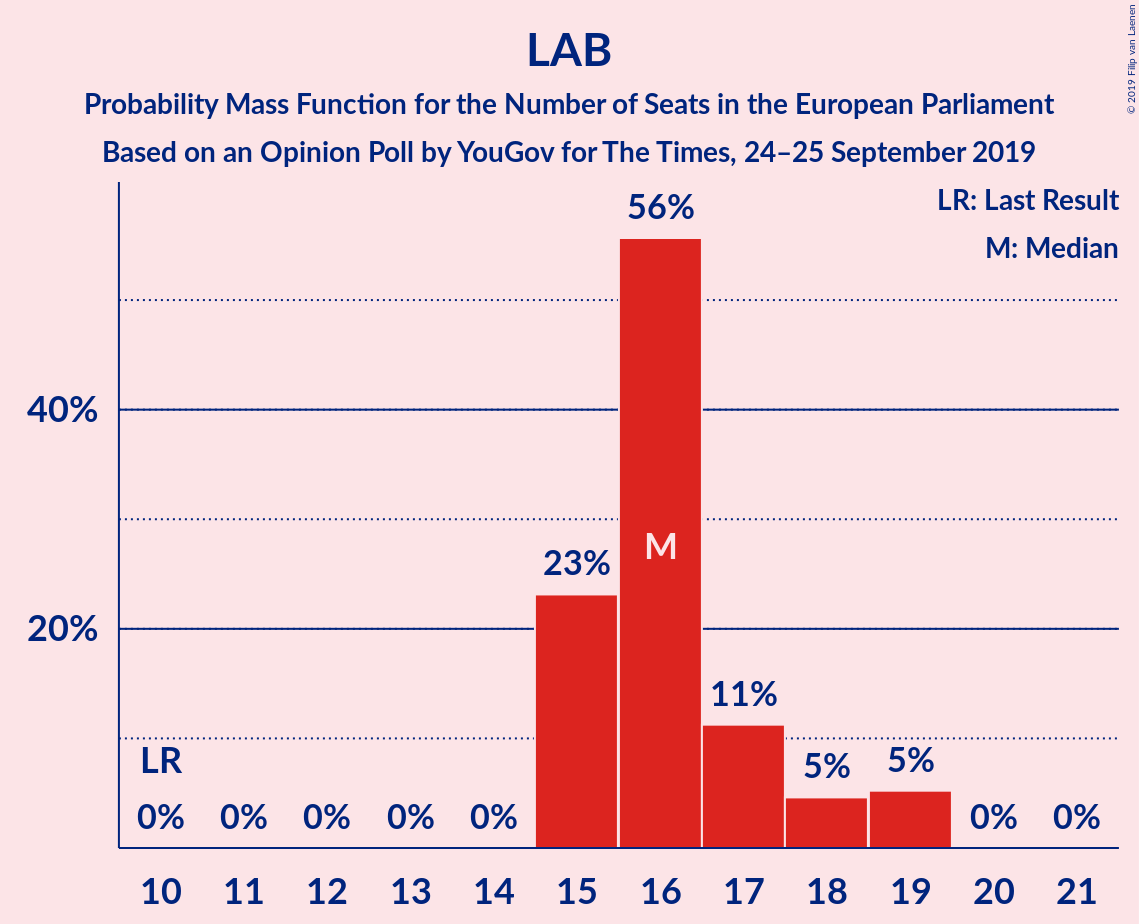 LAB
Probability Mass Function for the Number of Seats in the European Parliament
Based on an Opinion Poll by YouGov for The Times, 24–25 September 2019
© 2019 Filip van Laenen
LR: Last Result
M: Median
56%
40%
M
23%
20%
11%
LR
5%
5%
0%
0%
0%
0%
0%
0%
0%
10 11 12 13 14 15 16 17 18 19 20 21